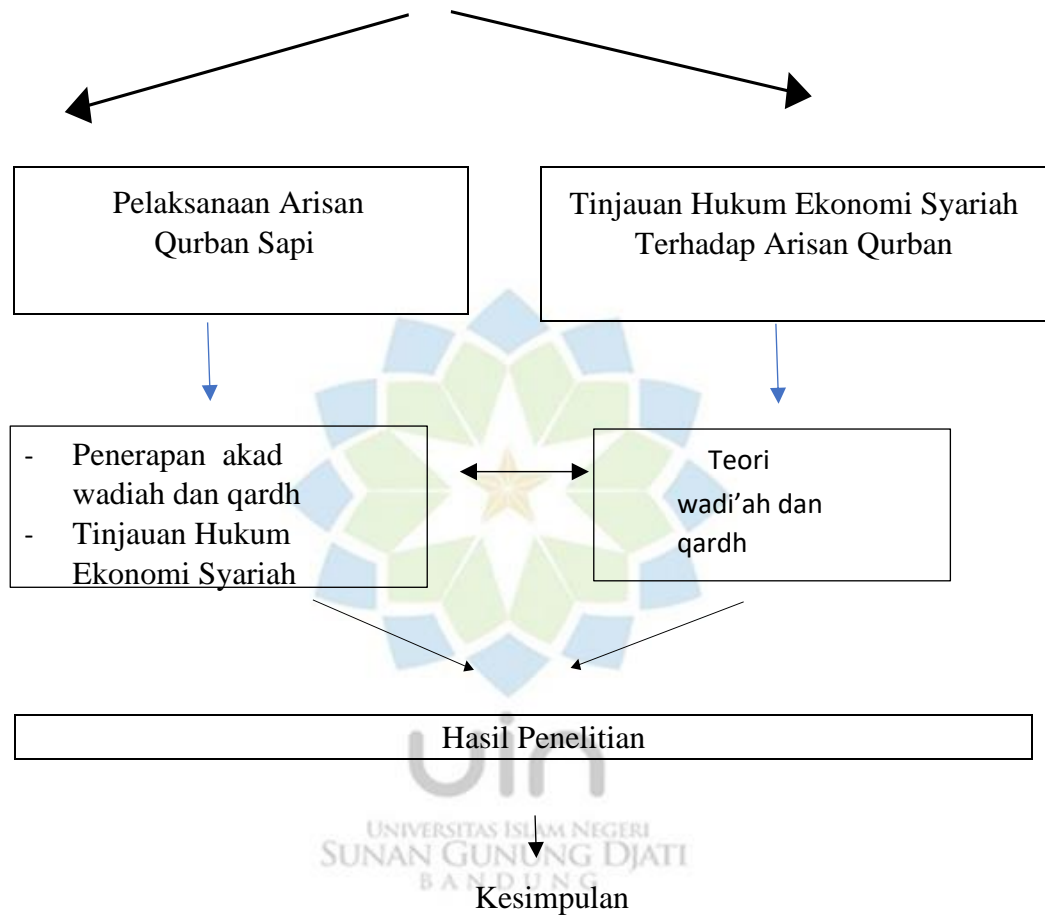 Pelaksanaan Arisan
Qurban Sapi
Tinjauan Hukum Ekonomi Syariah
Terhadap Arisan Qurban
- Penerapan akad
wadiah dan qardh
- Tinjauan Hukum
Ekonomi Syariah
Teori
wadi’ah dan
qardh
Hasil Penelitian
uin
UNIVERSITAS ISLAM NEGERI
SUNAN GUNUNG DJATI
BANDUNG
Kesimpulan